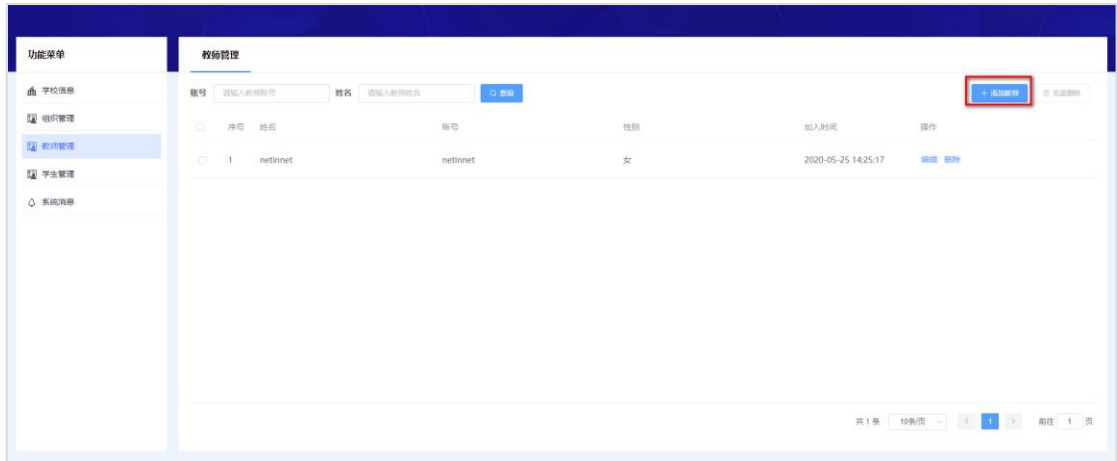 功能菜单
教师管理
学校信息
组织管理
教师管理
学生管理
系统消息
账号 请输入教师账号 姓名 请输入教师姓名 查询 + 添加教师 批量删除
序号 姓名 账号 性别 加入时间 操作
1 netinnet netinnet 女 2020-05-25 14:25:17 编辑 删除
共 1 条 10条/页 < 1 > 前往 1 页